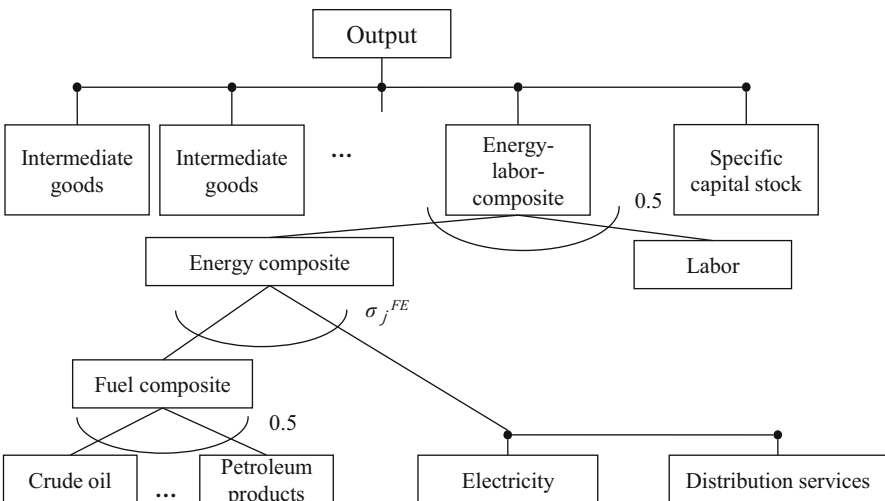 Output
Intermediate
goods
Intermediate
goods
...
Energy-
labor-
composite
Specific
capital stock
0.5
Energy composite
Labor
σ j FE
Fuel composite
0.5
Crude oil
...
Petroleum
products
Electricity
Distribution services